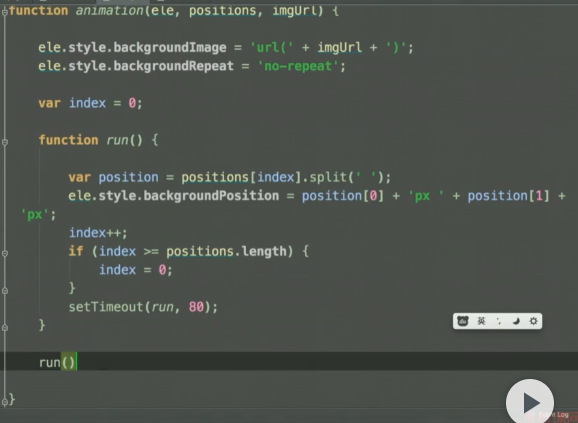 function animation(ele, positions, imgUrl) {
ele.style.backgroundImage = 'url(' + imgUrl + ')';
ele.style.backgroundRepeat = 'no-repeat';
var index = 0;
function run() {
var position = positions[index].split(' ');
ele.style.backgroundPosition = position[0] + 'px ' + position[1] +
'px';
index++;
if (index >= positions.length) {
index = 0;
}
setTimeout(run, 80);
}
英 ',
run()
}
Event Log